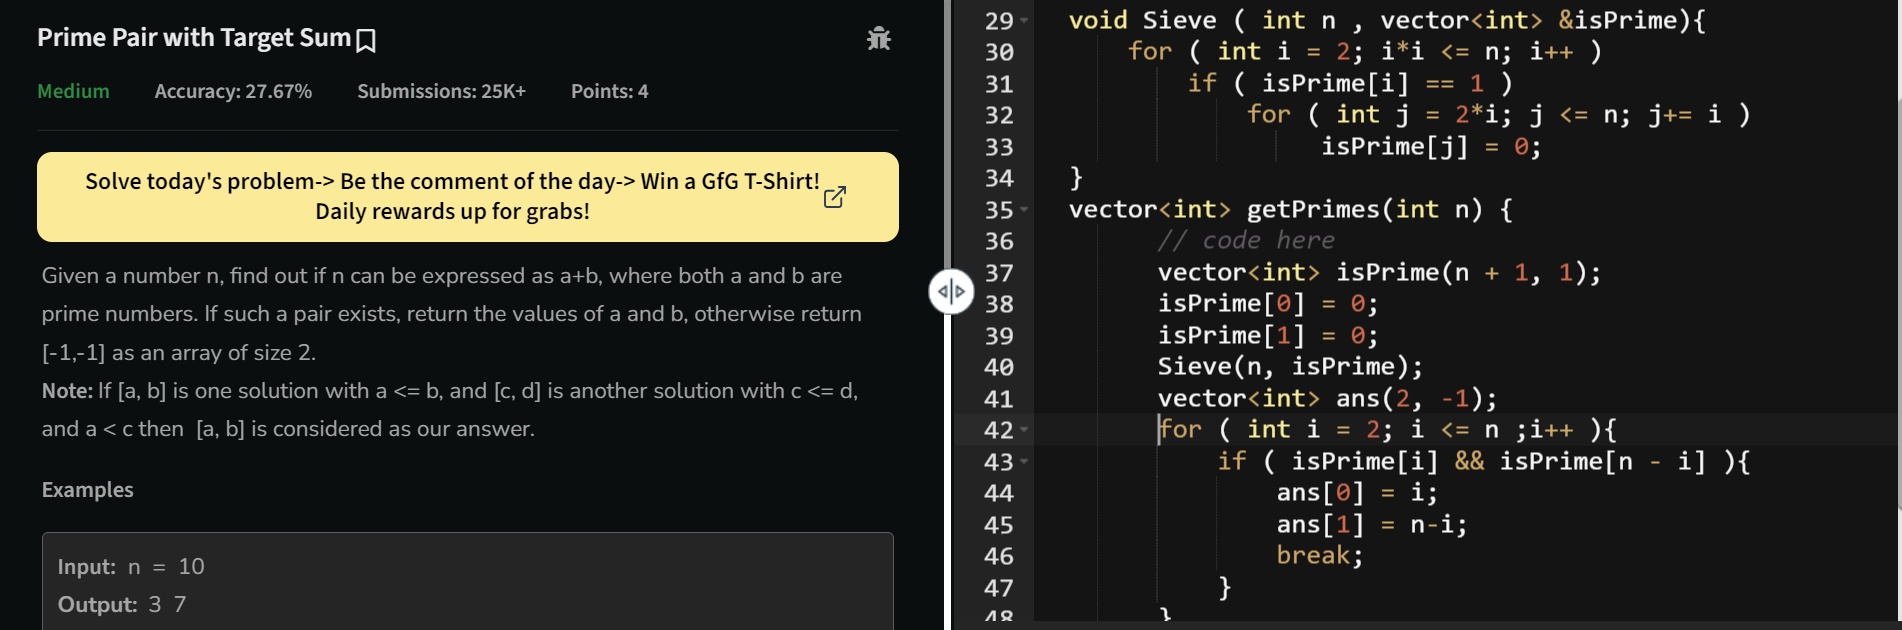 Prime Pair with Target Sum
Medium Accuracy: 27.67% Submissions: 25K+ Points: 4
Solve today's problem-> Be the comment of the day-> Win a GfG T-Shirt!
Daily rewards up for grabs!
Given a number n, find out if n can be expressed as a+b, where both a and b are
prime numbers. If such a pair exists, return the values of a and b, otherwise return
[-1,-1] as an array of size 2.
Note: If [a, b] is one solution with a <= b, and [c, d] is another solution with c <= d,
and a < c then [a, b] is considered as our answer.
Examples
Input: n = 10
Output: 3 7
29 void Sieve ( int n , vector<int> &isPrime){
30 for ( int i = 2; i*i <= n; i++ )
31 if ( isPrime[i] == 1 )
32 for ( int j = 2*i; j <= n; j+= i )
33 isPrime[j] = 0;
34 }
35 vector<int> getPrimes(int n) {
36 // code here
37 vector<int> isPrime(n + 1, 1);
38 isPrime[0] = 0;
39 isPrime[1] = 0;
40 Sieve(n, isPrime);
41 vector<int> ans(2, -1);
42 for ( int i = 2; i <= n ;i++ ){
43 if ( isPrime[i] && isPrime[n - i] ){
44 ans[0] = i;
45 ans[1] = n-i;
46 break;
47 }
48 }